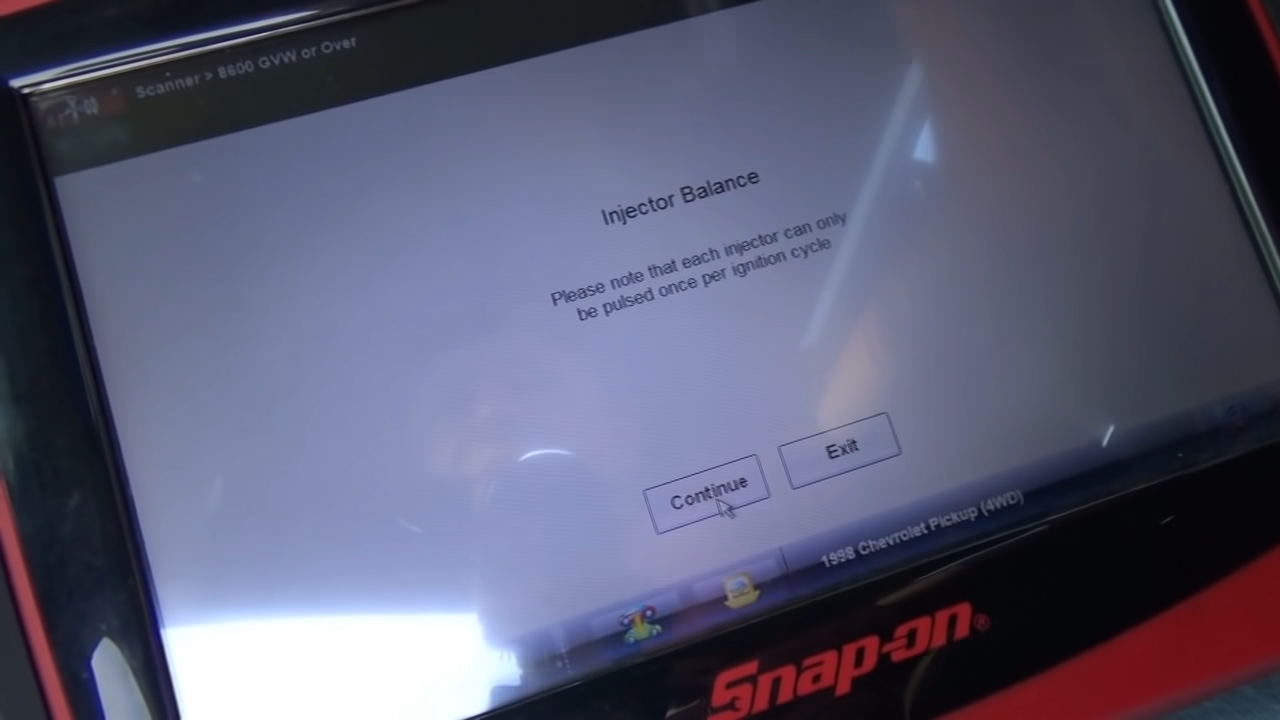 Scanner > 8600 GVW or Over
Injector Balance
Please note that each injector can only
be pulsed once per ignition cycle
Continue
Exit
1998 Chevrolet Pickup (4WD)
Snap-on®